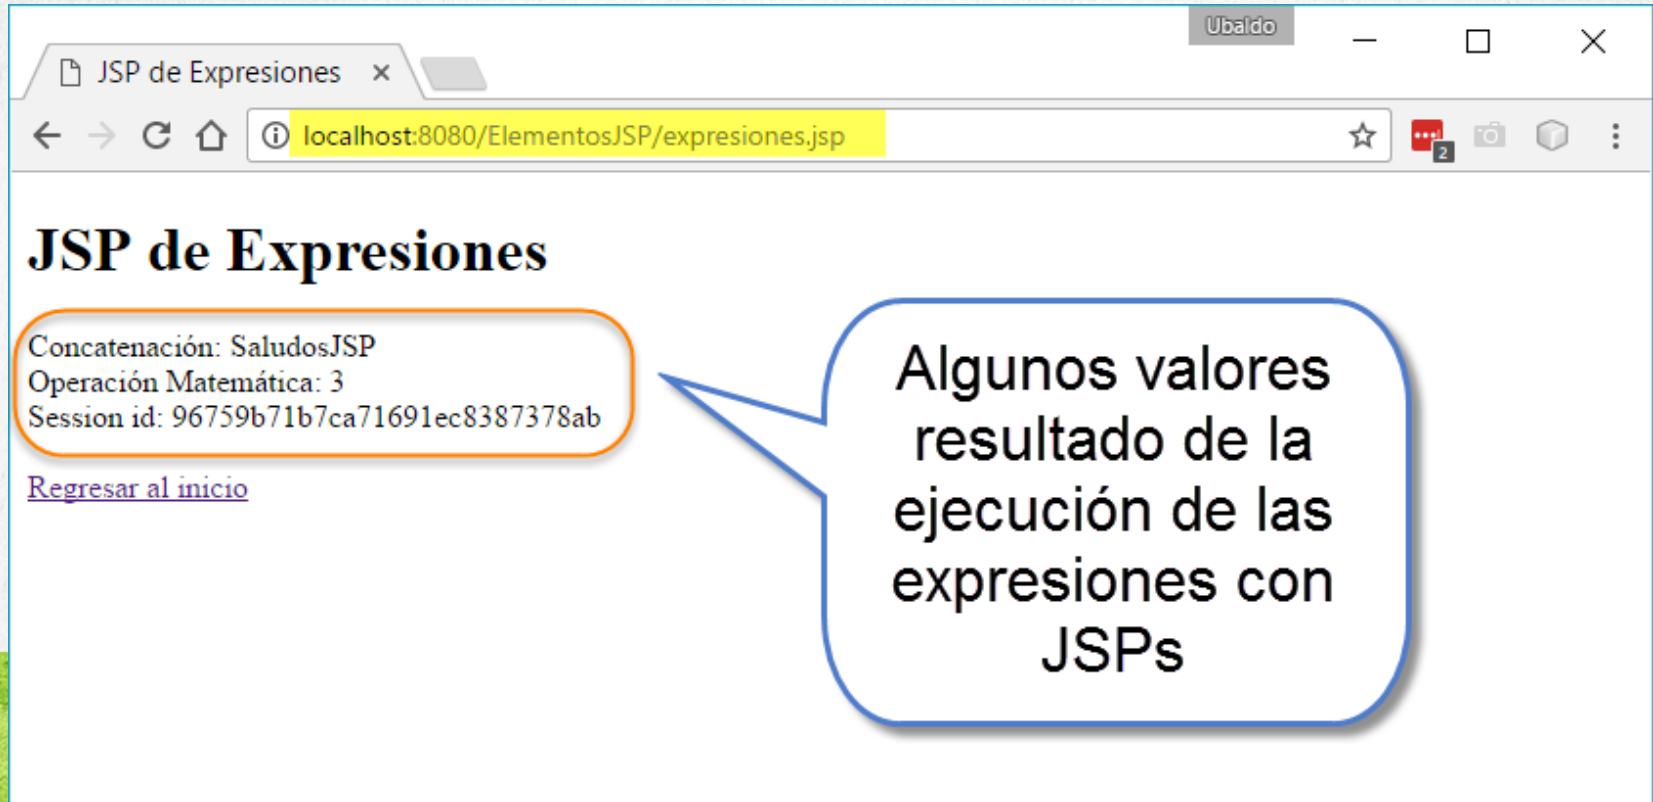 Ubaldo
JSP de Expresiones
localhost:8080/ElementosJSP/expresiones.jsp
2
JSP de Expresiones
Concatenación: SaludosJSP
Operación Matemática: 3
Session id: 96759b71b7ca71691ec8387378ab
Regresar al inicio
Algunos valores
resultado de la
ejecución de las
expresiones con
JSPs